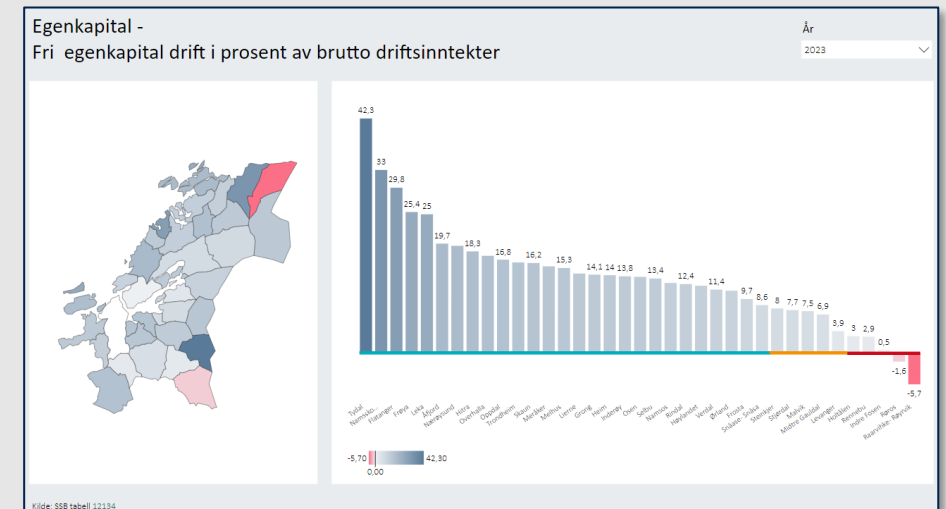 Egenkapital -
Fri egenkapital drift i prosent av brutto driftsinntekter
År
2023
42,3
33
29,8
25,4
25
19,7
18,3
16,8
16,2
15,3
14,1
14
13,8
13,4
12,4
11,4
9,7
8,6
8
7,7
7,5
6,9
3,9
3
2,9
0,5
-1,6
-5,7
Tydal
Namssko...
Flatanger
Frøya
Leka
Åfjord
Nærøysund
Hitra
Overhalla
Oppdal
Trondheim
Skaun
Meråker
Melhus
Lierne
Grong
Heim
Inderøy
Osen
Selbu
Namsos
Rindal
Høylandet
Verdal
Ørland
Frosta
Snåase- Snåsa
Steinkjer
Stjørdal
Malvik
Midtre Gauldal
Levanger
Holtålen
Rennebu
Indre Fosen
Røros
Raarvihke- Røyrvik
-5,70
42,30
0,00
Kilde: SSB tabell 12134